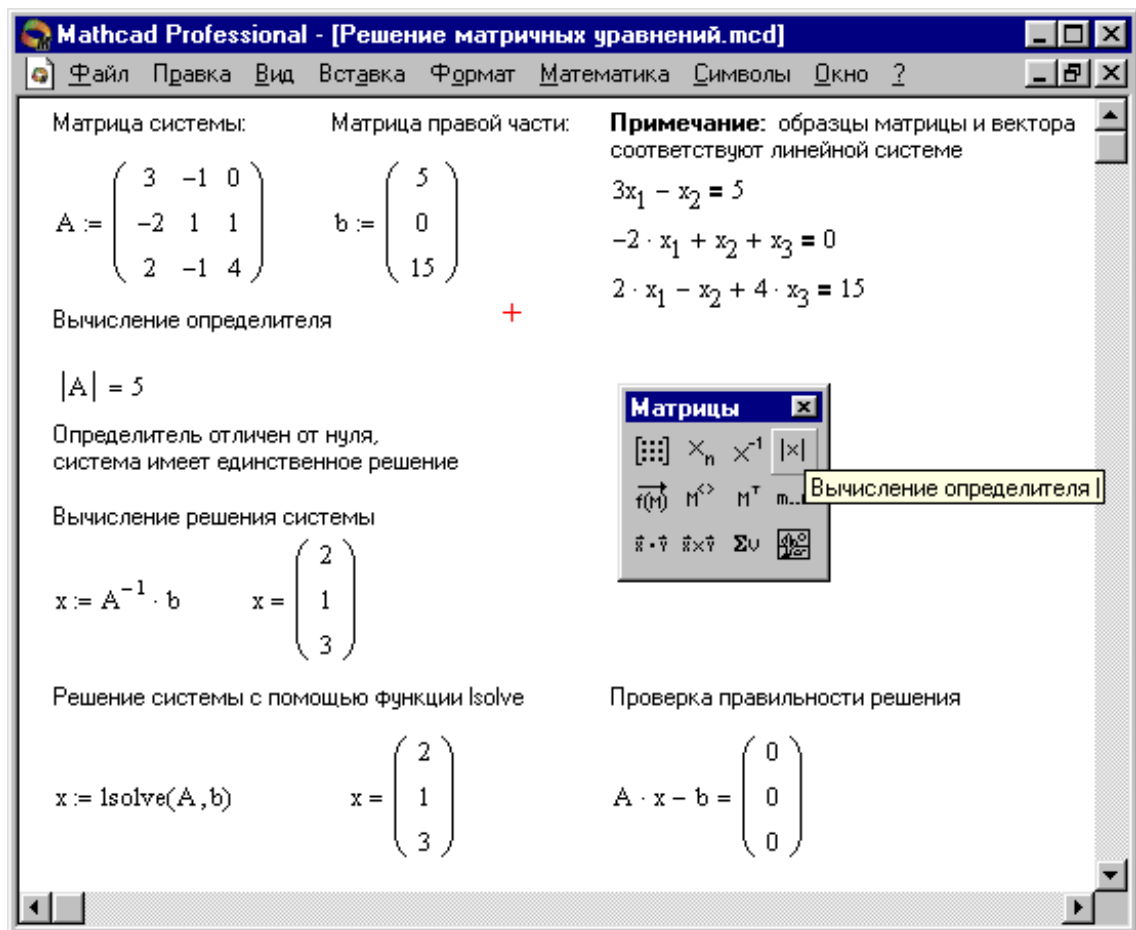 Mathcad Professional - [Решение матричных уравнений.mcd]
Файл Правка Вид Вставка Формат Математика Символы Окно ?
Матрица системы: Матрица правой части: Примечание: образцы матрицы и вектора
соответствуют линейной системе
A := ( 3 −1 0
−2 1 1
2 −1 4 )
b := ( 5
0
15 )
3x₁ − x₂ = 5
−2 · x₁ + x₂ + x₃ = 0
2 · x₁ − x₂ + 4 · x₃ = 15
Вычисление определителя
|A| = 5
Определитель отличен от нуля,
система имеет единственное решение
Матрицы
[:::] ×ₙ ×⁻¹ |×|
f(M) M<> Mᵀ m..n
Вычисление определителя |
x·y x×y Συ
Вычисление решения системы
x := A⁻¹ · b x = ( 2
1
3 )
Решение системы с помощью функции lsolve Проверка правильности решения
x := lsolve(A,b) x = ( 2
1
3 )
A · x − b = ( 0
0
0 )